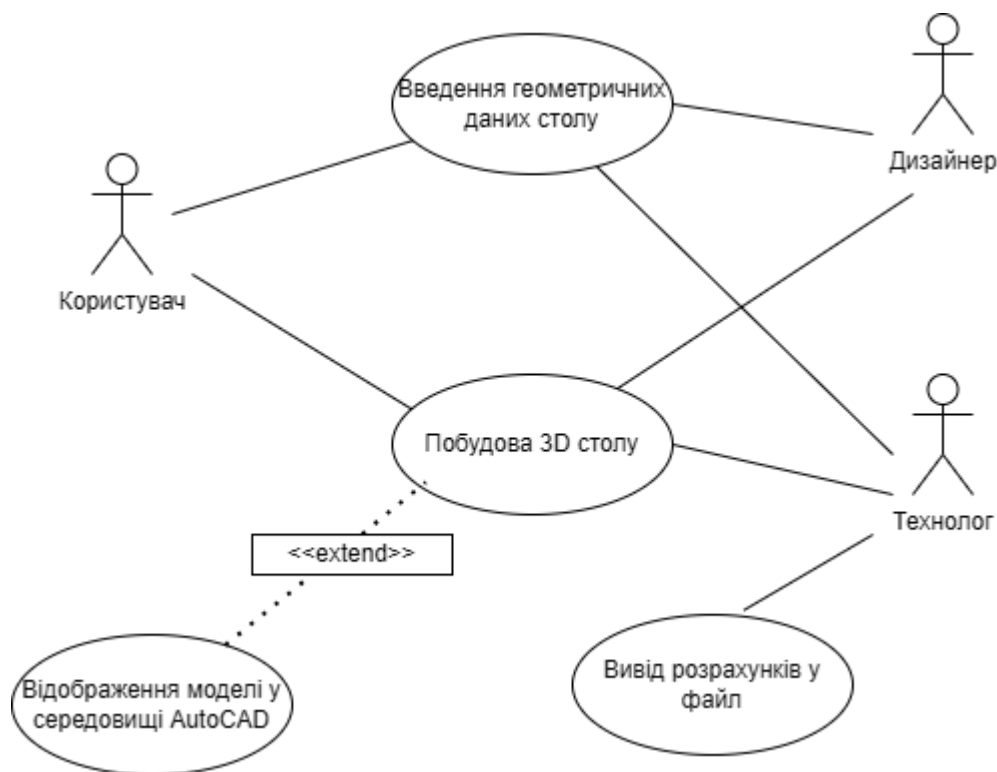 Введення геометричних
даних столу
Дизайнер
Користувач
Побудова 3D столу
Технолог
<<extend>>
Відображення моделі у
середовищі AutoCAD
Вивід розрахунків у
файл